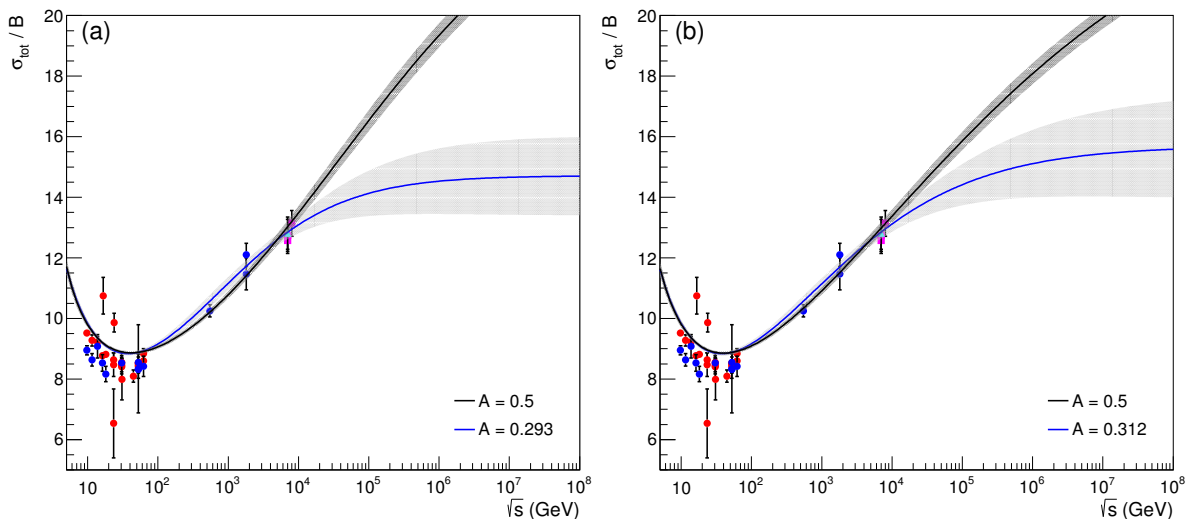 (a)
σtot / B
20
18
16
14
12
10
8
6
A = 0.5
A = 0.293
10 10² 10³ 10⁴ 10⁵ 10⁶ 10⁷ 10⁸
√s (GeV)
(b)
σtot / B
20
18
16
14
12
10
8
6
A = 0.5
A = 0.312
10 10² 10³ 10⁴ 10⁵ 10⁶ 10⁷ 10⁸
√s (GeV)